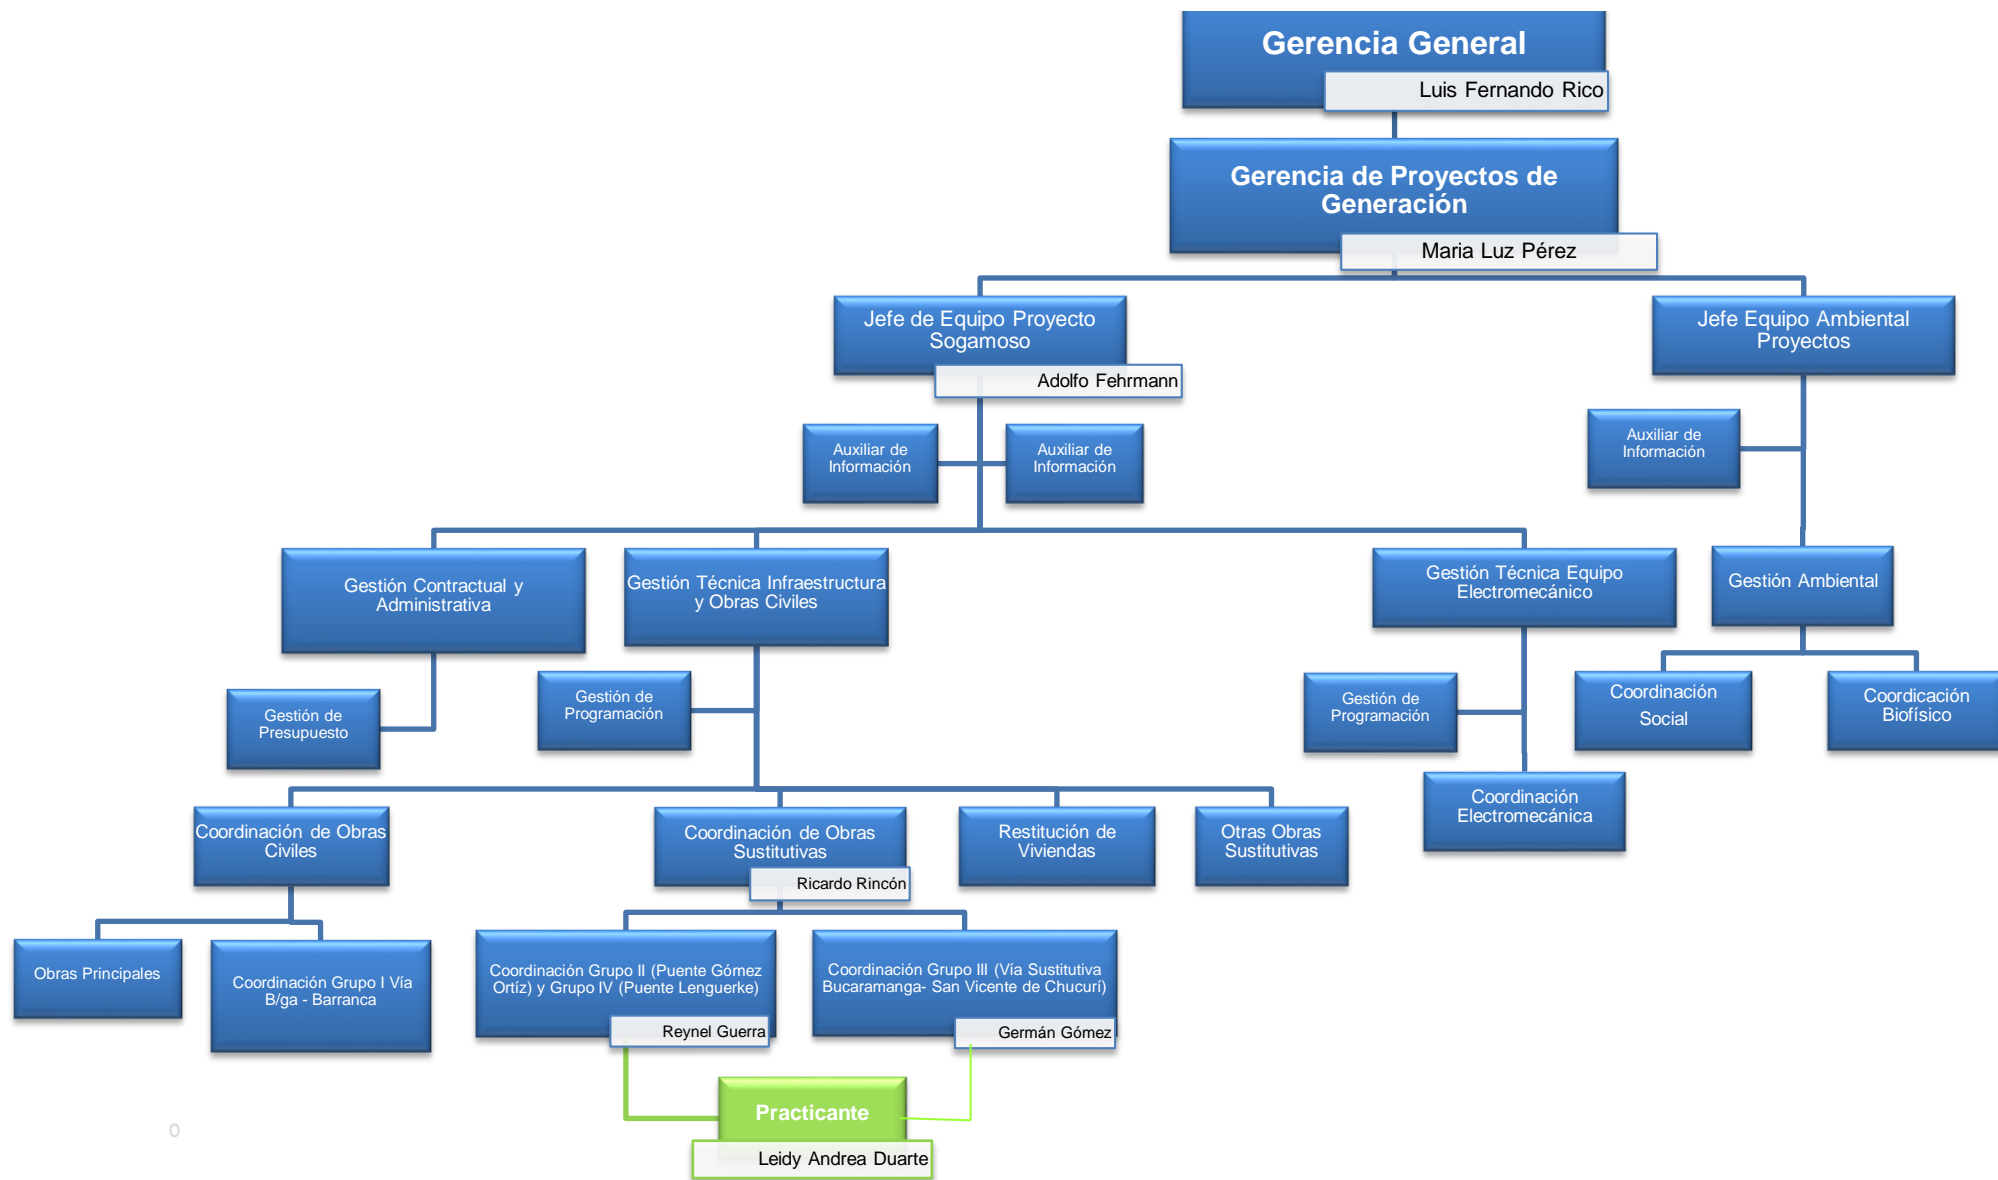 Gerencia General
Luis Fernando Rico
Gerencia de Proyectos de
Generación
Maria Luz Pérez
Jefe de Equipo Proyecto
Sogamoso
Adolfo Fehrmann
Jefe Equipo Ambiental
Proyectos
Auxiliar de
Información
Auxiliar de
Información
Auxiliar de
Información
Gestión Contractual y
Administrativa
Gestión Técnica Infraestructura
y Obras Civiles
Gestión Técnica Equipo
Electromecánico
Gestión Ambiental
Gestión de
Presupuesto
Gestión de
Programación
Gestión de
Programación
Coordinación
Social
Coordicación
Biofísico
Coordinación de Obras
Civiles
Coordinación de Obras
Sustitutivas
Ricardo Rincón
Restitución de
Viviendas
Otras Obras
Sustitutivas
Coordinación
Electromecánica
Obras Principales
Coordinación Grupo I Vía
B/ga - Barranca
Coordinación Grupo II (Puente Gómez
Ortíz) y Grupo IV (Puente Lenguerke)
Reynel Guerra
Coordinación Grupo III (Vía Sustitutiva
Bucaramanga- San Vicente de Chucurí)
Germán Gómez
Practicante
Leidy Andrea Duarte
o